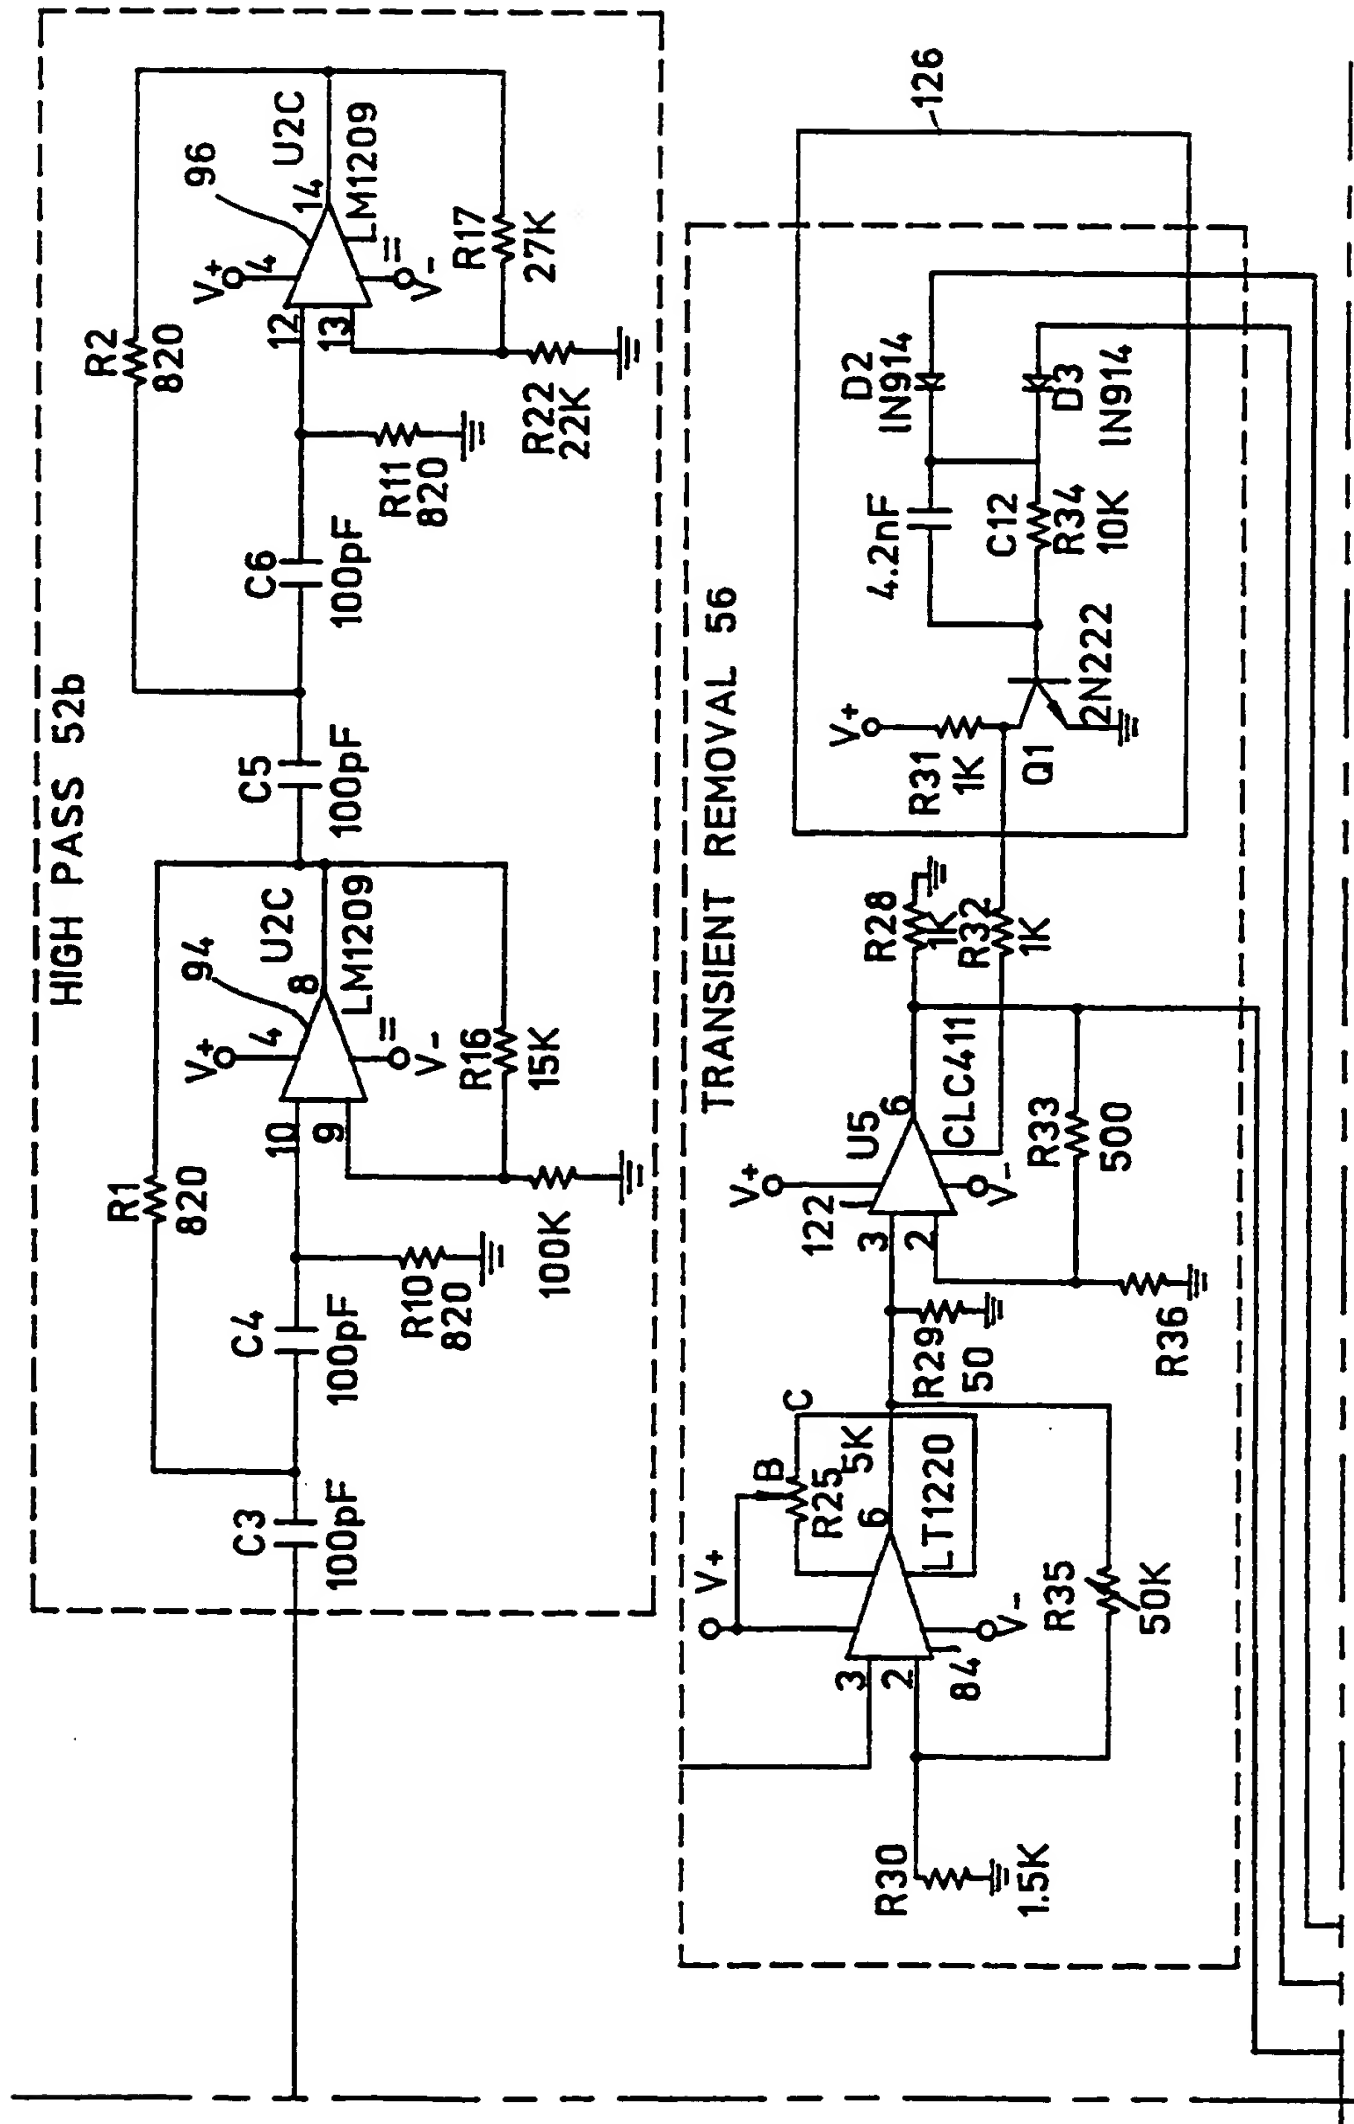 HIGH PASS 52b
C3
100pF
R1
820
C4
100pF
R10
820
10
9
V+
4
94
8
U2C
LM1209
=
V-
R16
15K
100K
C5
100pF
R2
820
C6
100pF
R11
820
12
13
V+
4
96
14
U2C
LM1209
=
V-
R17
27K
R22
22K
TRANSIENT REMOVAL 56
R30
1.5K
3
2
84
V+
V-
B
C
R25
5K
6
LT1220
R35
50K
R29
50
3
2
122
V+
V-
U5
6
CLC411
R33
500
R36
R28
1K
R32
1K
126
V+
R31
1K
Q1
2N222
4.2nF
C12
R34
10K
D2
IN914
D3
IN914